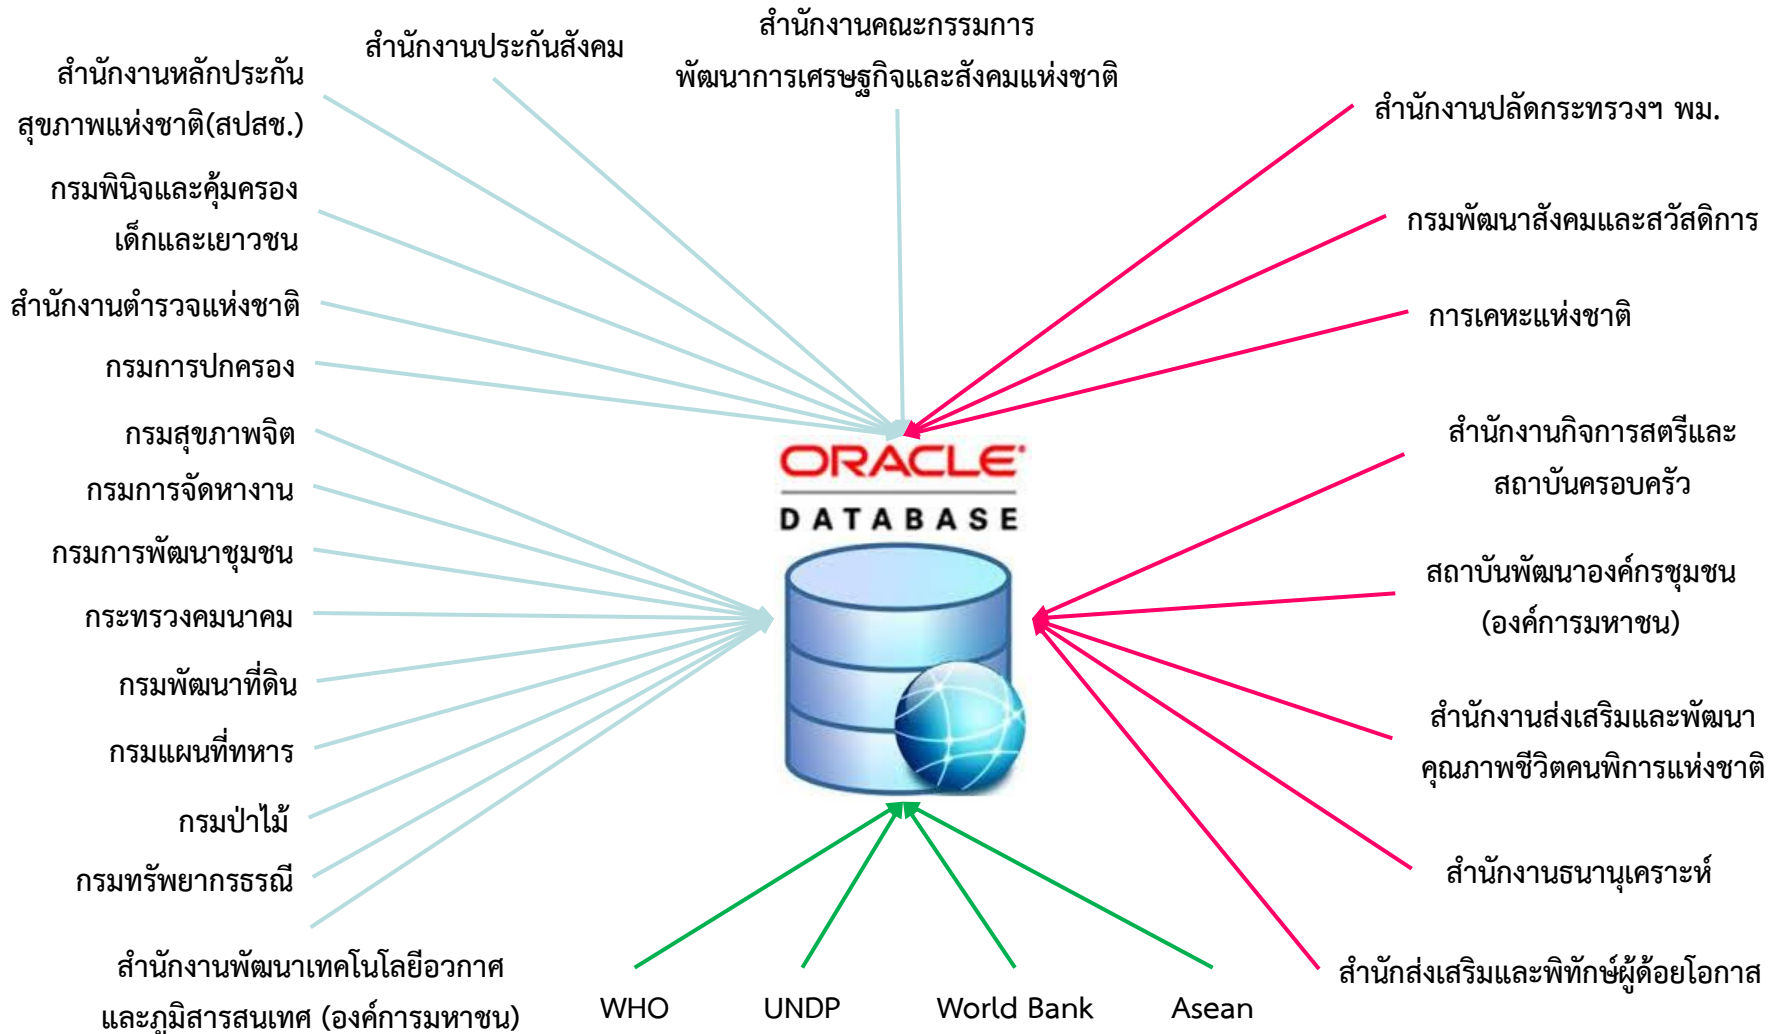 สำนักงานประกันสังคม
สำนักงานคณะกรรมการ
พัฒนาการเศรษฐกิจและสังคมแห่งชาติ
สำนักงานหลักประกัน
สุขภาพแห่งชาติ(สปสช.)
กรมพินิจและคุ้มครอง
เด็กและเยาวชน
สำนักงานตำรวจแห่งชาติ
กรมการปกครอง
กรมสุขภาพจิต
กรมการจัดหางาน
กรมการพัฒนาชุมชน
กระทรวงคมนาคม
กรมพัฒนาที่ดิน
กรมแผนที่ทหาร
กรมป่าไม้
กรมทรัพยากรธรณี
สำนักงานพัฒนาเทคโนโลยีอวกาศ
และภูมิสารสนเทศ (องค์การมหาชน)
ORACLE
DATABASE
สำนักงานปลัดกระทรวงฯ พม.
กรมพัฒนาสังคมและสวัสดิการ
การเคหะแห่งชาติ
สำนักงานกิจการสตรีและ
สถาบันครอบครัว
สถาบันพัฒนาองค์กรชุมชน
(องค์การมหาชน)
สำนักงานส่งเสริมและพัฒนา
คุณภาพชีวิตคนพิการแห่งชาติ
สำนักงานธนานุเคราะห์
สำนักส่งเสริมและพิทักษ์ผู้ด้อยโอกาส
WHO
UNDP
World Bank
Asean